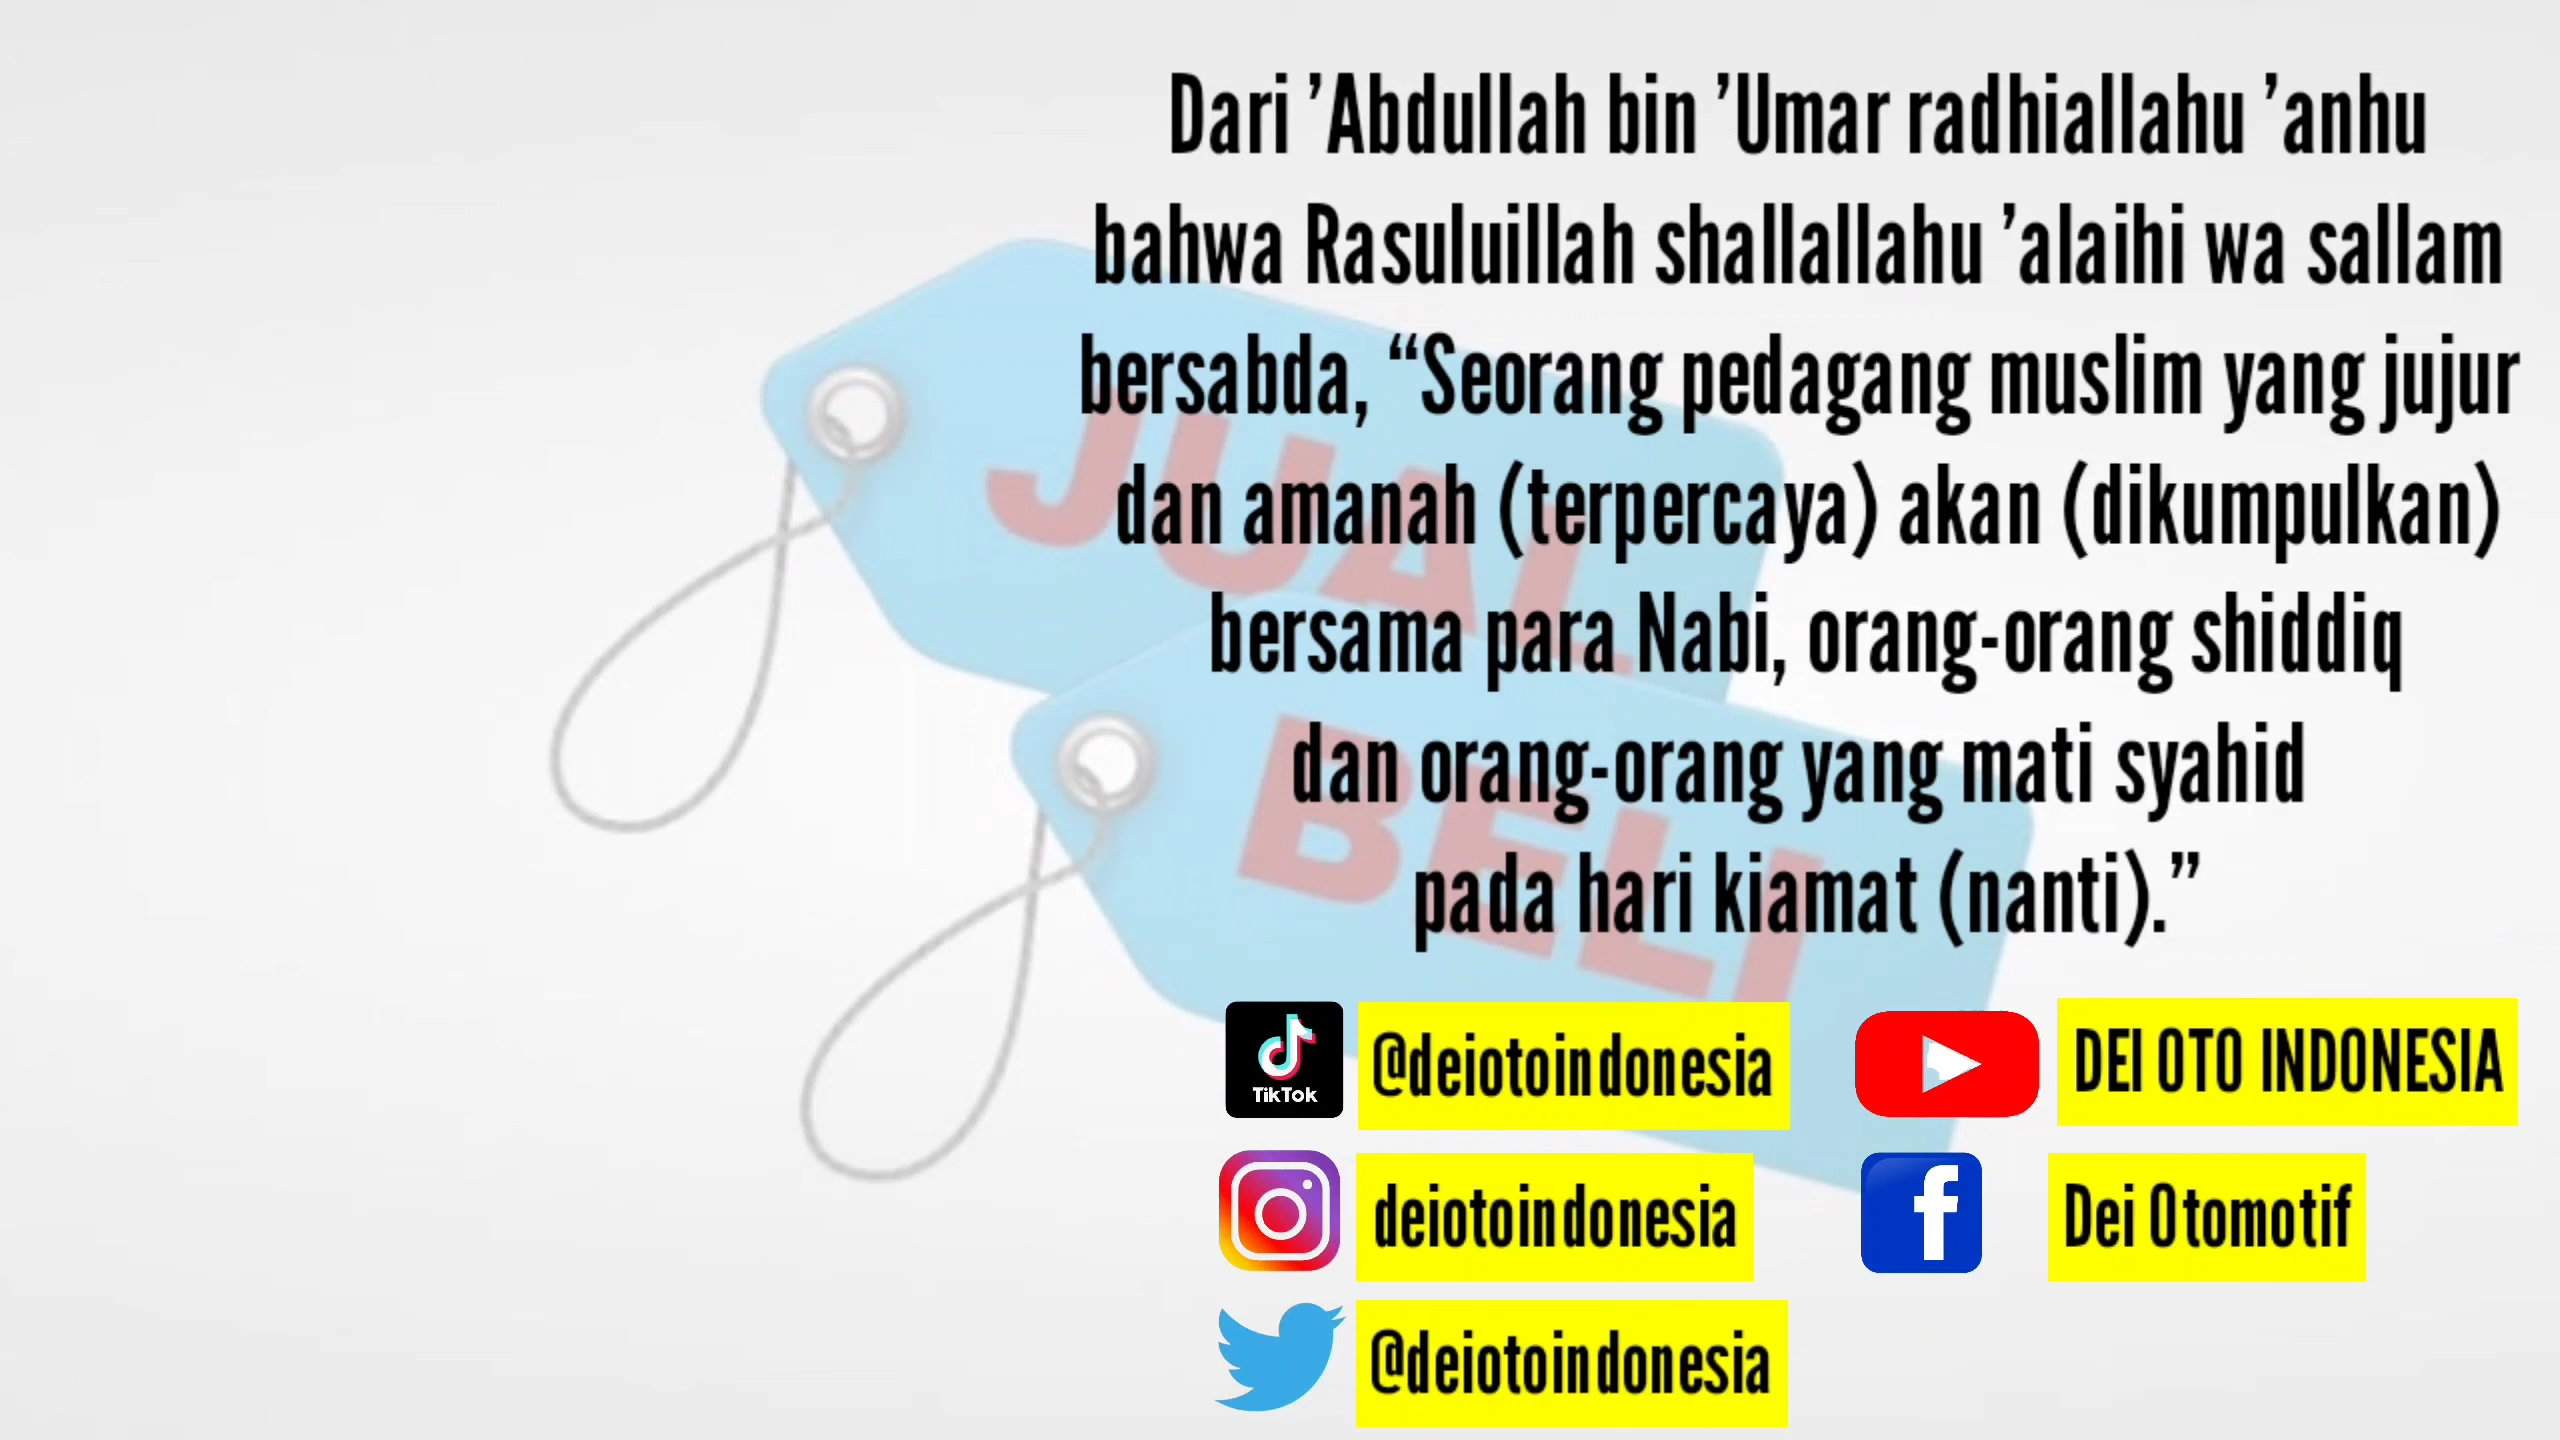 Dari ’Abdullah bin ’Umar radhiallahu ’anhu
bahwa Rasuluillah shallallahu ’alaihi wa sallam
bersabda, “Seorang pedagang muslim yang jujur
dan amanah (terpercaya) akan (dikumpulkan)
bersama para Nabi, orang-orang shiddiq
dan orang-orang yang mati syahid
pada hari kiamat (nanti).”
JUAL
BELI
TikTok
@deiotoindonesia
DEI OTO INDONESIA
deiotoindonesia
Dei Otomotif
@deiotoindonesia